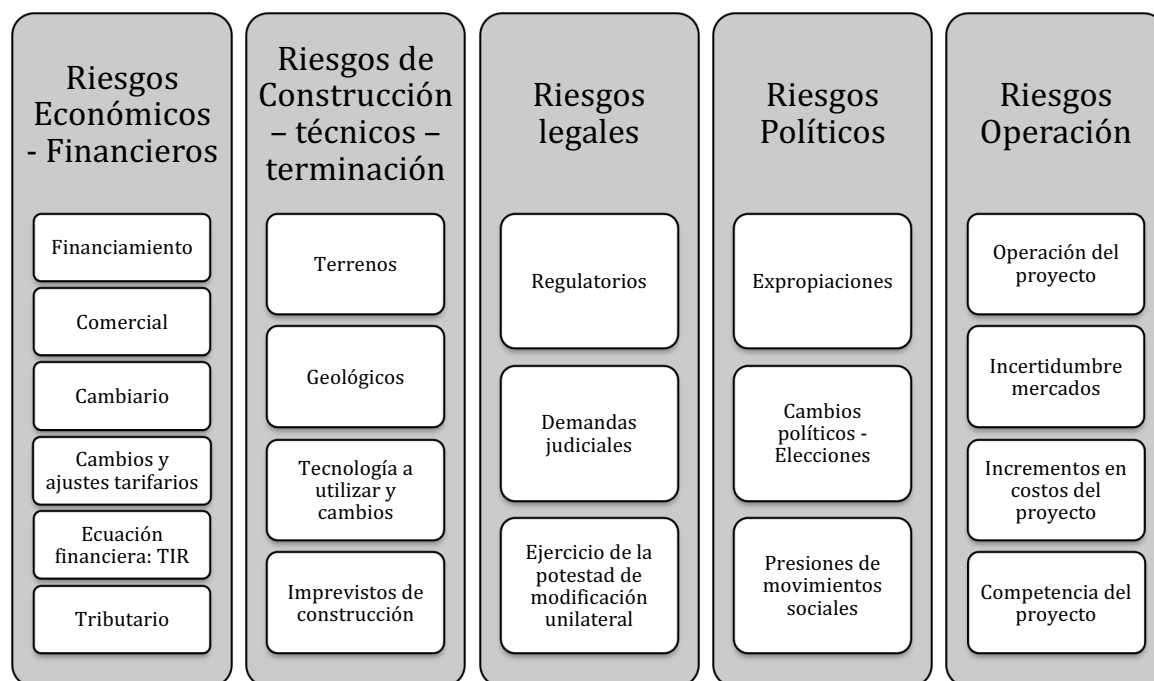 Riesgos
Económicos
- Financieros
Financiamiento
Comercial
Cambiario
Cambios y
ajustes tarifarios
Ecuación
financiera: TIR
Tributario
Riesgos de
Construcción
– técnicos –
terminación
Terrenos
Geológicos
Tecnología a
utilizar y
cambios
Imprevistos de
construcción
Riesgos
legales
Regulatorios
Demandas
judiciales
Ejercicio de la
potestad de
modificación
unilateral
Riesgos
Políticos
Expropiaciones
Cambios
políticos -
Elecciones
Presiones de
movimientos
sociales
Riesgos
Operación
Operación del
proyecto
Incertidumbre
mercados
Incrementos en
costos del
proyecto
Competencia del
proyecto